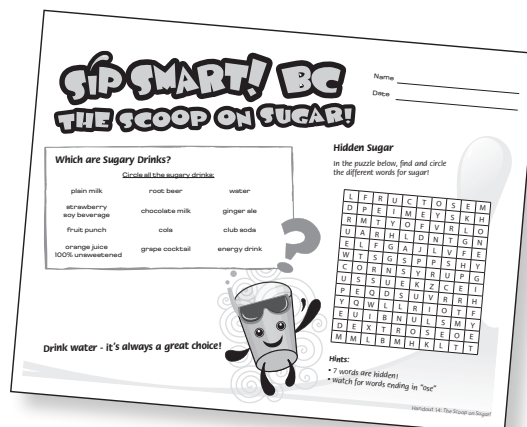 SIP SMART! BC
THE SCOOP ON SUGAR!
Name
Date
Which are Sugary Drinks?
Circle all the sugary drinks:
plain milk root beer water
strawberry soy beverage chocolate milk ginger ale
fruit punch cola club soda
orange juice 100% unsweetened grape cocktail energy drink
Drink water - it's always a great choice!
?
Hidden Sugar
In the puzzle below, find and circle
the different words for sugar!
L F R U C T O S E M
D P E I M E Y S K H
R M T Y O F V R L O
U A R H L D N T G N
E L F G A J L V F E
W T S G S P P S H Y
C O R N S Y R U P G
U S S U E K Z C E I
P E Q D S U V R R H
Y Q W L L R I O T F
E U I B N U L S M Y
D E X T R O S E O E
M M L B M H K L T T
Hints:
• 7 words are hidden!
• watch for words ending in "ose"
Handout 14: The Scoop on Sugar!